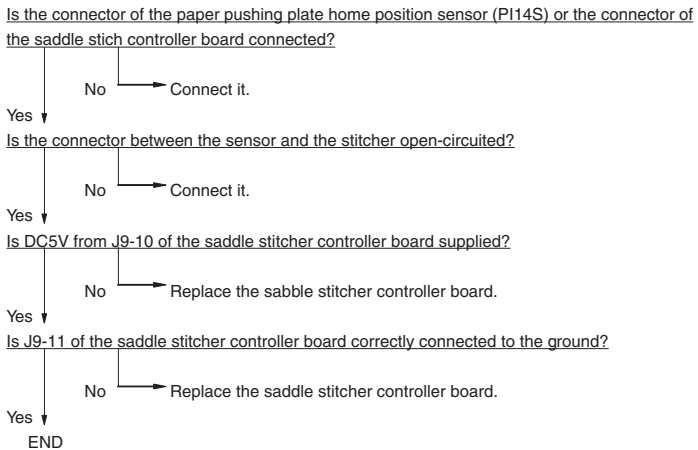 Is the connector of the paper pushing plate home position sensor (PI14S) or the connector of
the saddle stich controller board connected?
No Connect it.
Yes
Is the connector between the sensor and the stitcher open-circuited?
No Connect it.
Yes
Is DC5V from J9-10 of the saddle stitcher controller board supplied?
No Replace the sabble stitcher controller board.
Yes
Is J9-11 of the saddle stitcher controller board correctly connected to the ground?
No Replace the saddle stitcher controller board.
Yes
END